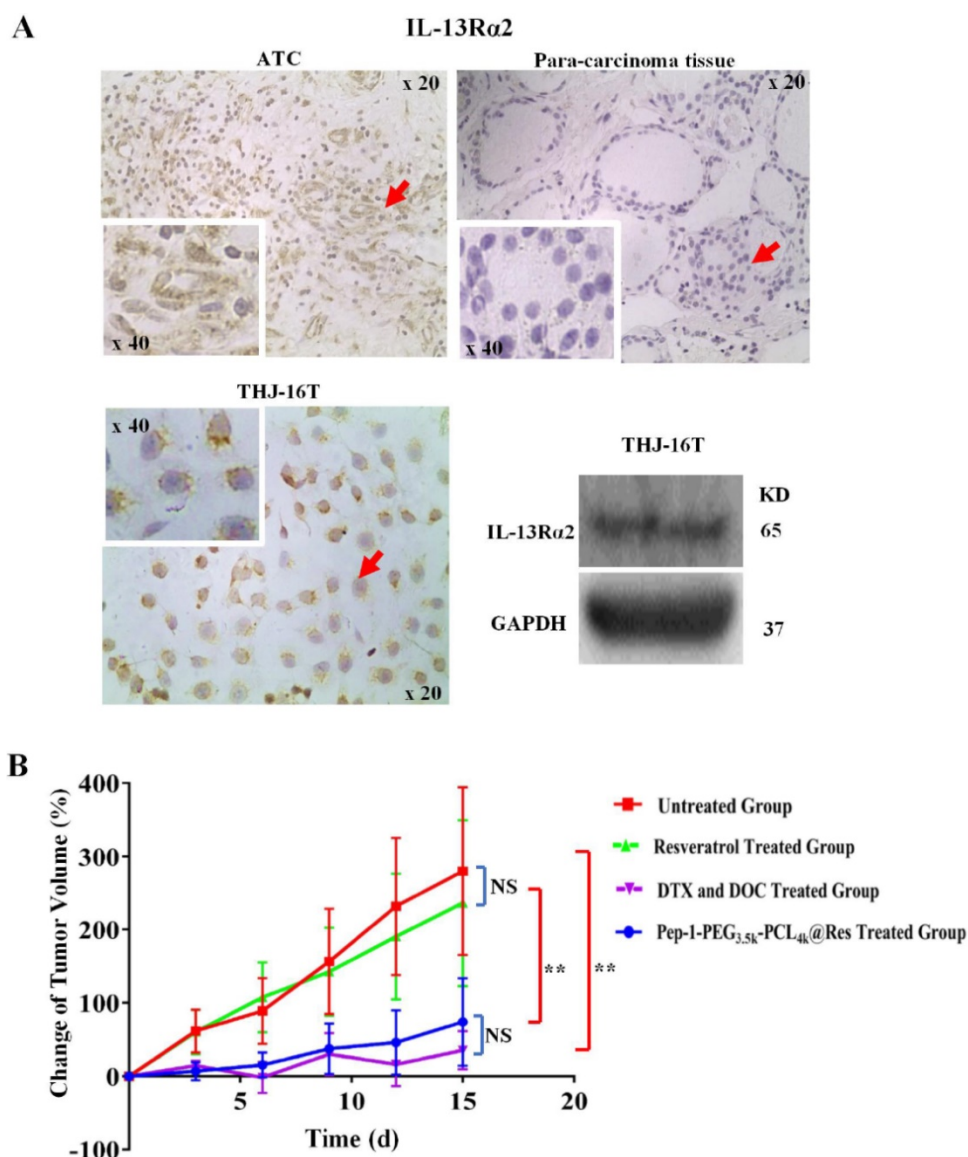 A
IL-13Rα2
ATC
Para-carcinoma tissue
x 20
x 20
x 40
x 40
THJ-16T
x 40
x 20
THJ-16T
KD
IL-13Rα2
65
GAPDH
37
B
Change of Tumor Volume (%)
400
300
200
100
0
-100
5
10
15
20
Time (d)
NS
NS
**
**
Untreated Group
Resveratrol Treated Group
DTX and DOC Treated Group
Pep-1-PEG3.5k-PCL4k@Res Treated Group